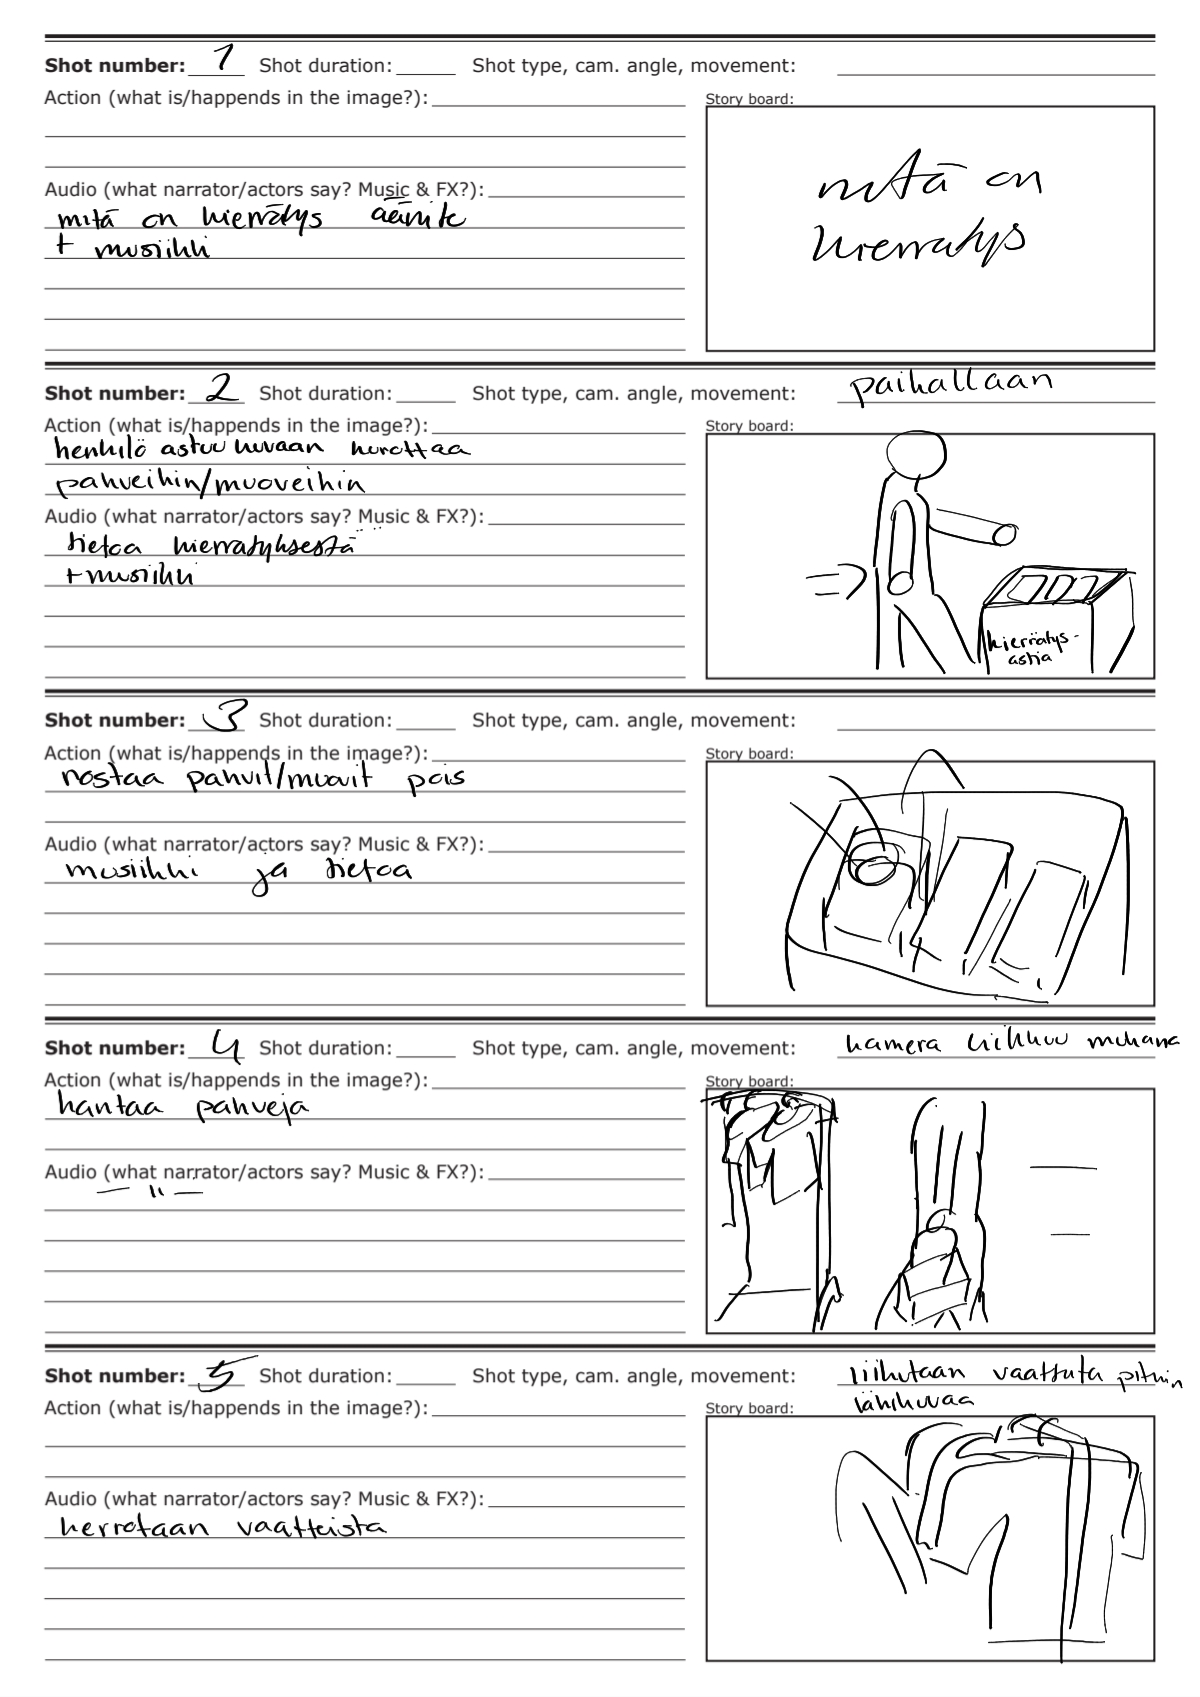 Shot number: 1 Shot duration: Shot type, cam. angle, movement:
Action (what is/happends in the image?):
Story board:
mitä on
kierrätys
Audio (what narrator/actors say? Music & FX?):
mitä on kierrätys äänite
+ musiikki
Shot number: 2 Shot duration: Shot type, cam. angle, movement: paikallaan
Action (what is/happends in the image?):
henkilö astuu kuvaan kurottaa
pahveihin/muoveihin
Story board:
kierrätys-
astia
Audio (what narrator/actors say? Music & FX?):
tietoa kierratyksestä
+ musiikki
Shot number: 3 Shot duration: Shot type, cam. angle, movement:
Action (what is/happends in the image?):
nostaa pahvit/muovit pois
Story board:
Audio (what narrator/actors say? Music & FX?):
musiikki ja tietoa
Shot number: 4 Shot duration: Shot type, cam. angle, movement: kamera liikkuu mukana
Action (what is/happends in the image?):
kantaa pahveja
Story board:
Audio (what narrator/actors say? Music & FX?):
— " —
Shot number: 5 Shot duration: Shot type, cam. angle, movement: liikutaan vaattuta pitkin
lähikuvaa
Action (what is/happends in the image?):
Story board:
Audio (what narrator/actors say? Music & FX?):
kerrotaan vaatteista